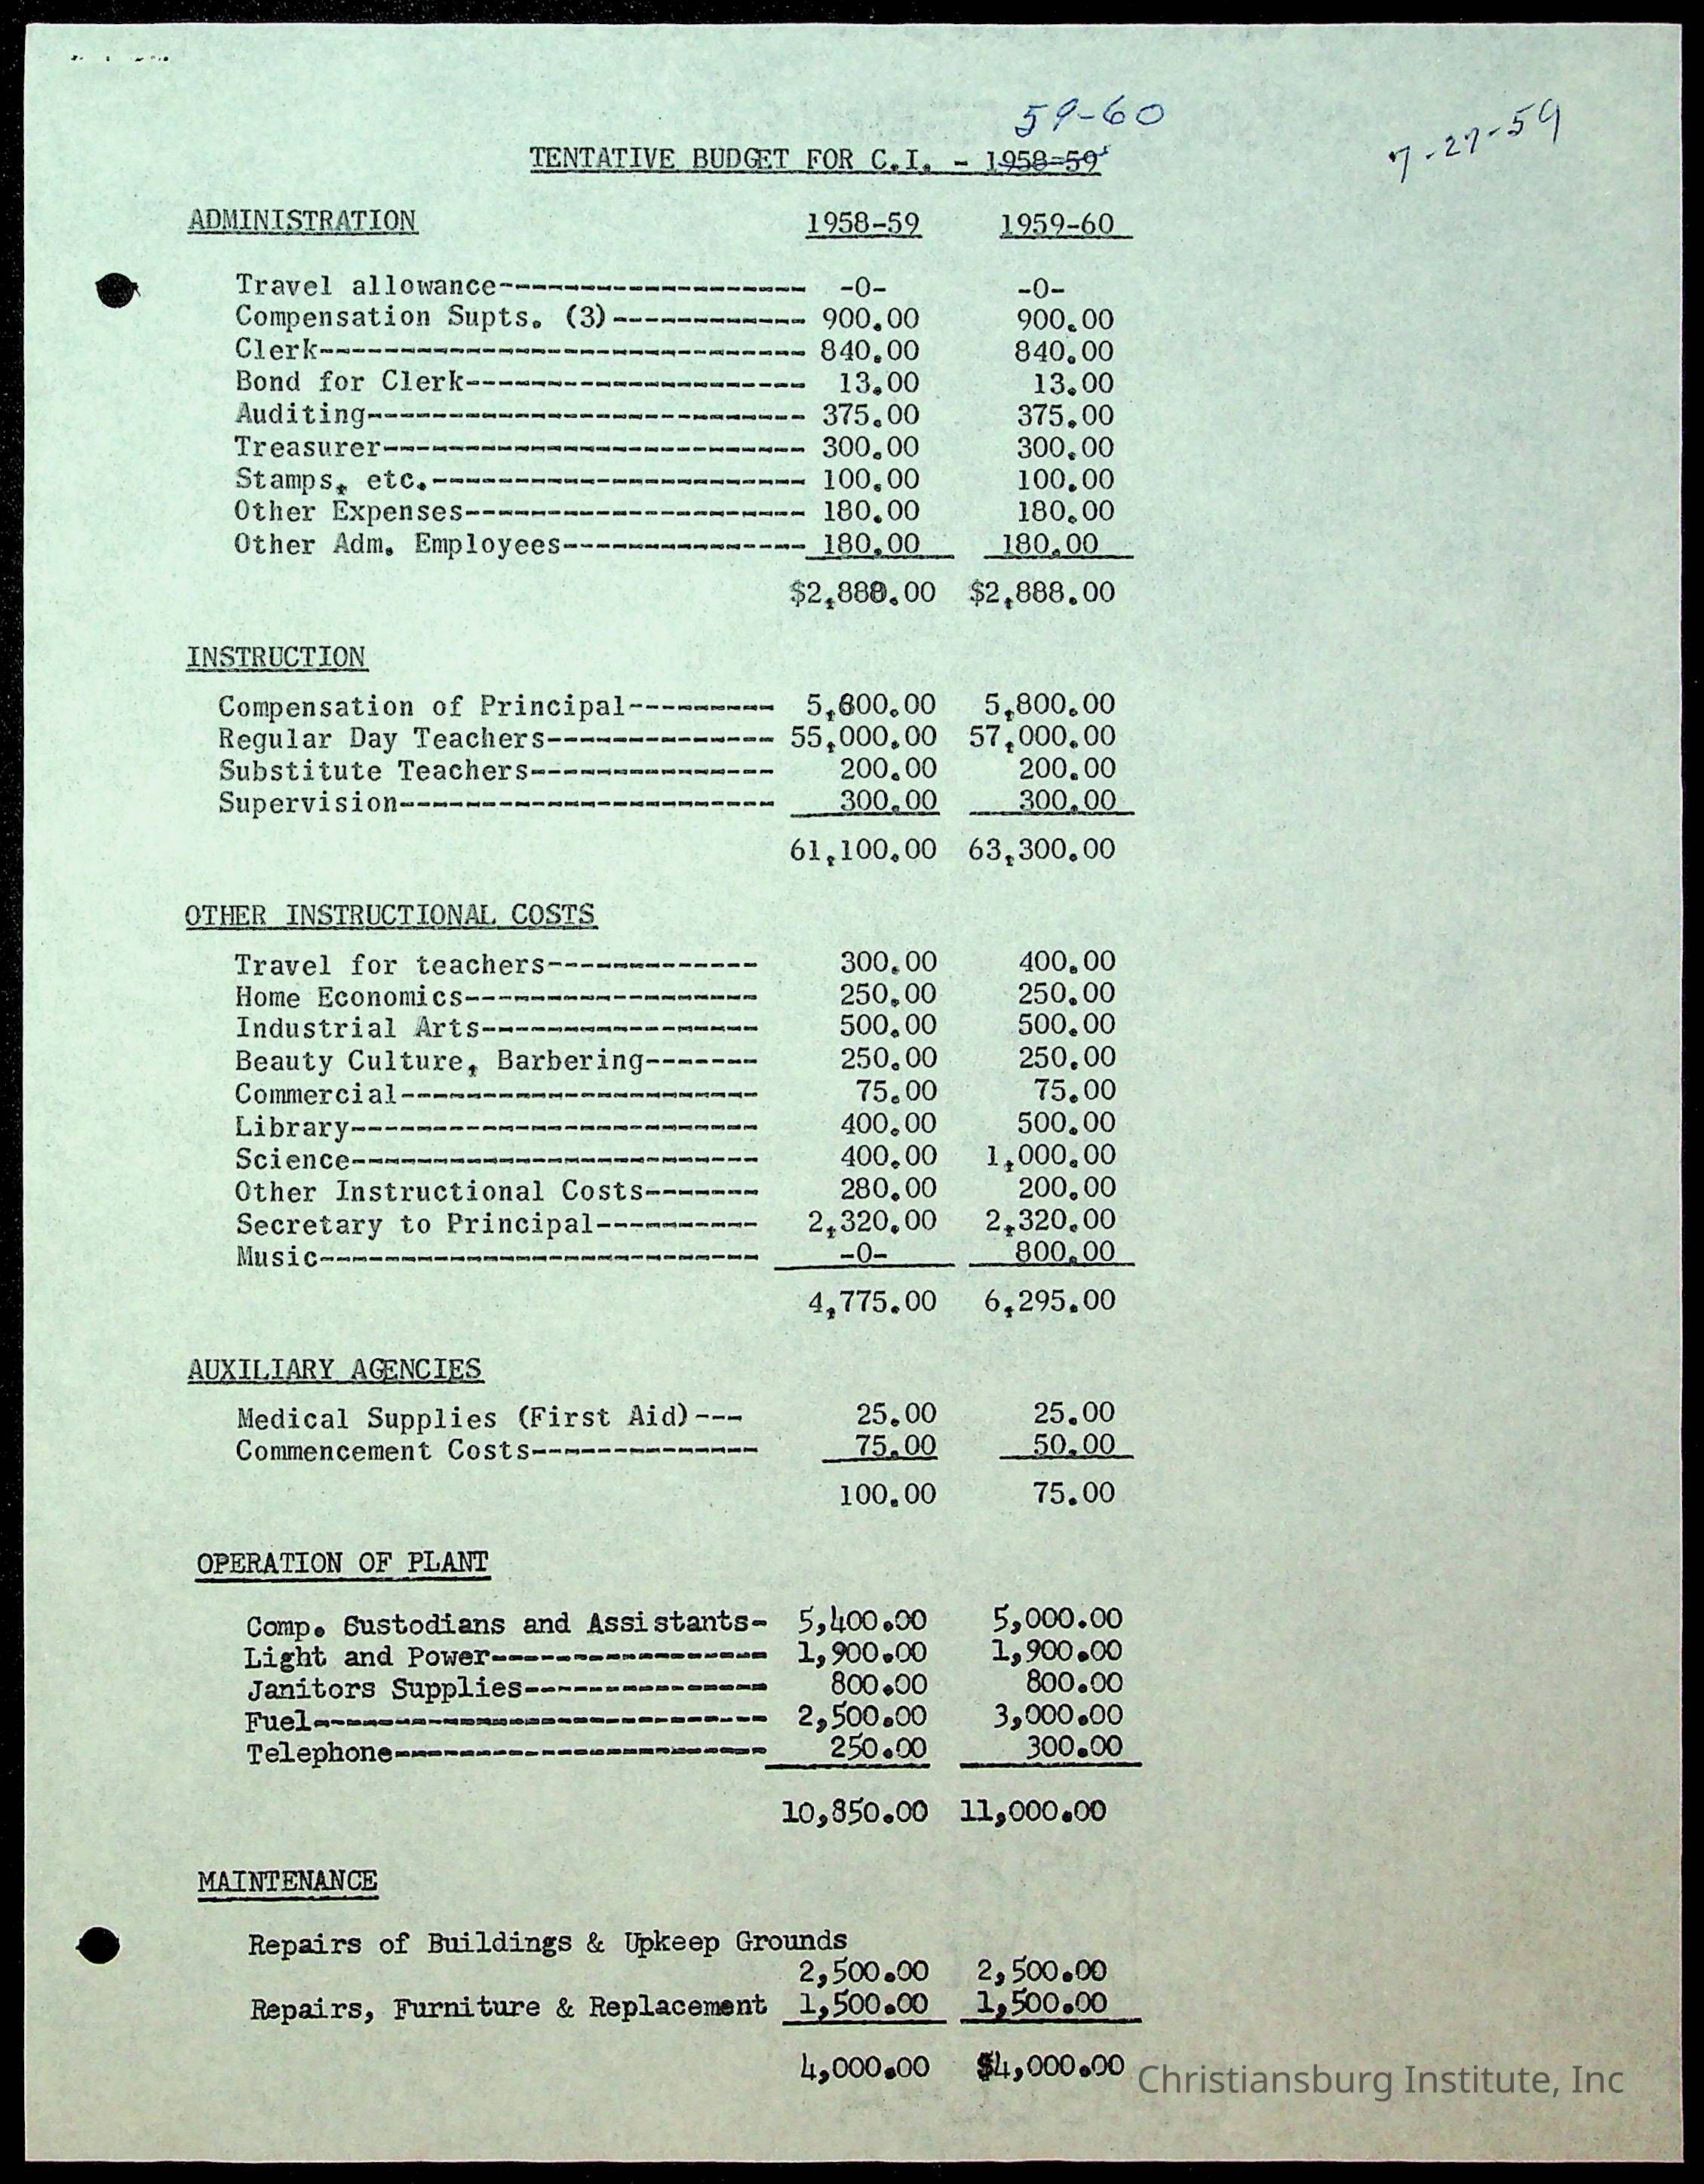 59-60
7-27-59
TENTATIVE BUDGET FOR C.I. - 1958-59
ADMINISTRATION 1958-59 1959-60
Travel allowance------------------- -0- -0-
Compensation Supts. (3)------------ 900.00 900.00
Clerk------------------------------ 840.00 840.00
Bond for Clerk--------------------- 13.00 13.00
Auditing--------------------------- 375.00 375.00
Treasurer-------------------------- 300.00 300.00
Stamps, etc.----------------------- 100.00 100.00
Other Expenses--------------------- 180.00 180.00
Other Adm. Employees--------------- 180.00 180.00
$2,888.00 $2,888.00
INSTRUCTION
Compensation of Principal--------- 5,600.00 5,800.00
Regular Day Teachers-------------- 55,000.00 57,000.00
Substitute Teachers--------------- 200.00 200.00
Supervision----------------------- 300.00 300.00
61,100.00 63,300.00
OTHER INSTRUCTIONAL COSTS
Travel for teachers------------- 300.00 400.00
Home Economics------------------ 250.00 250.00
Industrial Arts----------------- 500.00 500.00
Beauty Culture, Barbering------- 250.00 250.00
Commercial---------------------- 75.00 75.00
Library------------------------- 400.00 500.00
Science------------------------- 400.00 1,000.00
Other Instructional Costs------- 280.00 200.00
Secretary to Principal---------- 2,320.00 2,320.00
Music--------------------------- -0- 800.00
4,775.00 6,295.00
AUXILIARY AGENCIES
Medical Supplies (First Aid)--- 25.00 25.00
Commencement Costs-------------- 75.00 50.00
100.00 75.00
OPERATION OF PLANT
Comp. Custodians and Assistants- 5,400.00 5,000.00
Light and Power----------------- 1,900.00 1,900.00
Janitors Supplies--------------- 800.00 800.00
Fuel---------------------------- 2,500.00 3,000.00
Telephone----------------------- 250.00 300.00
10,850.00 11,000.00
MAINTENANCE
Repairs of Buildings & Upkeep Grounds
2,500.00 2,500.00
Repairs, Furniture & Replacement 1,500.00 1,500.00
4,000.00 $4,000.00
Christiansburg Institute, Inc